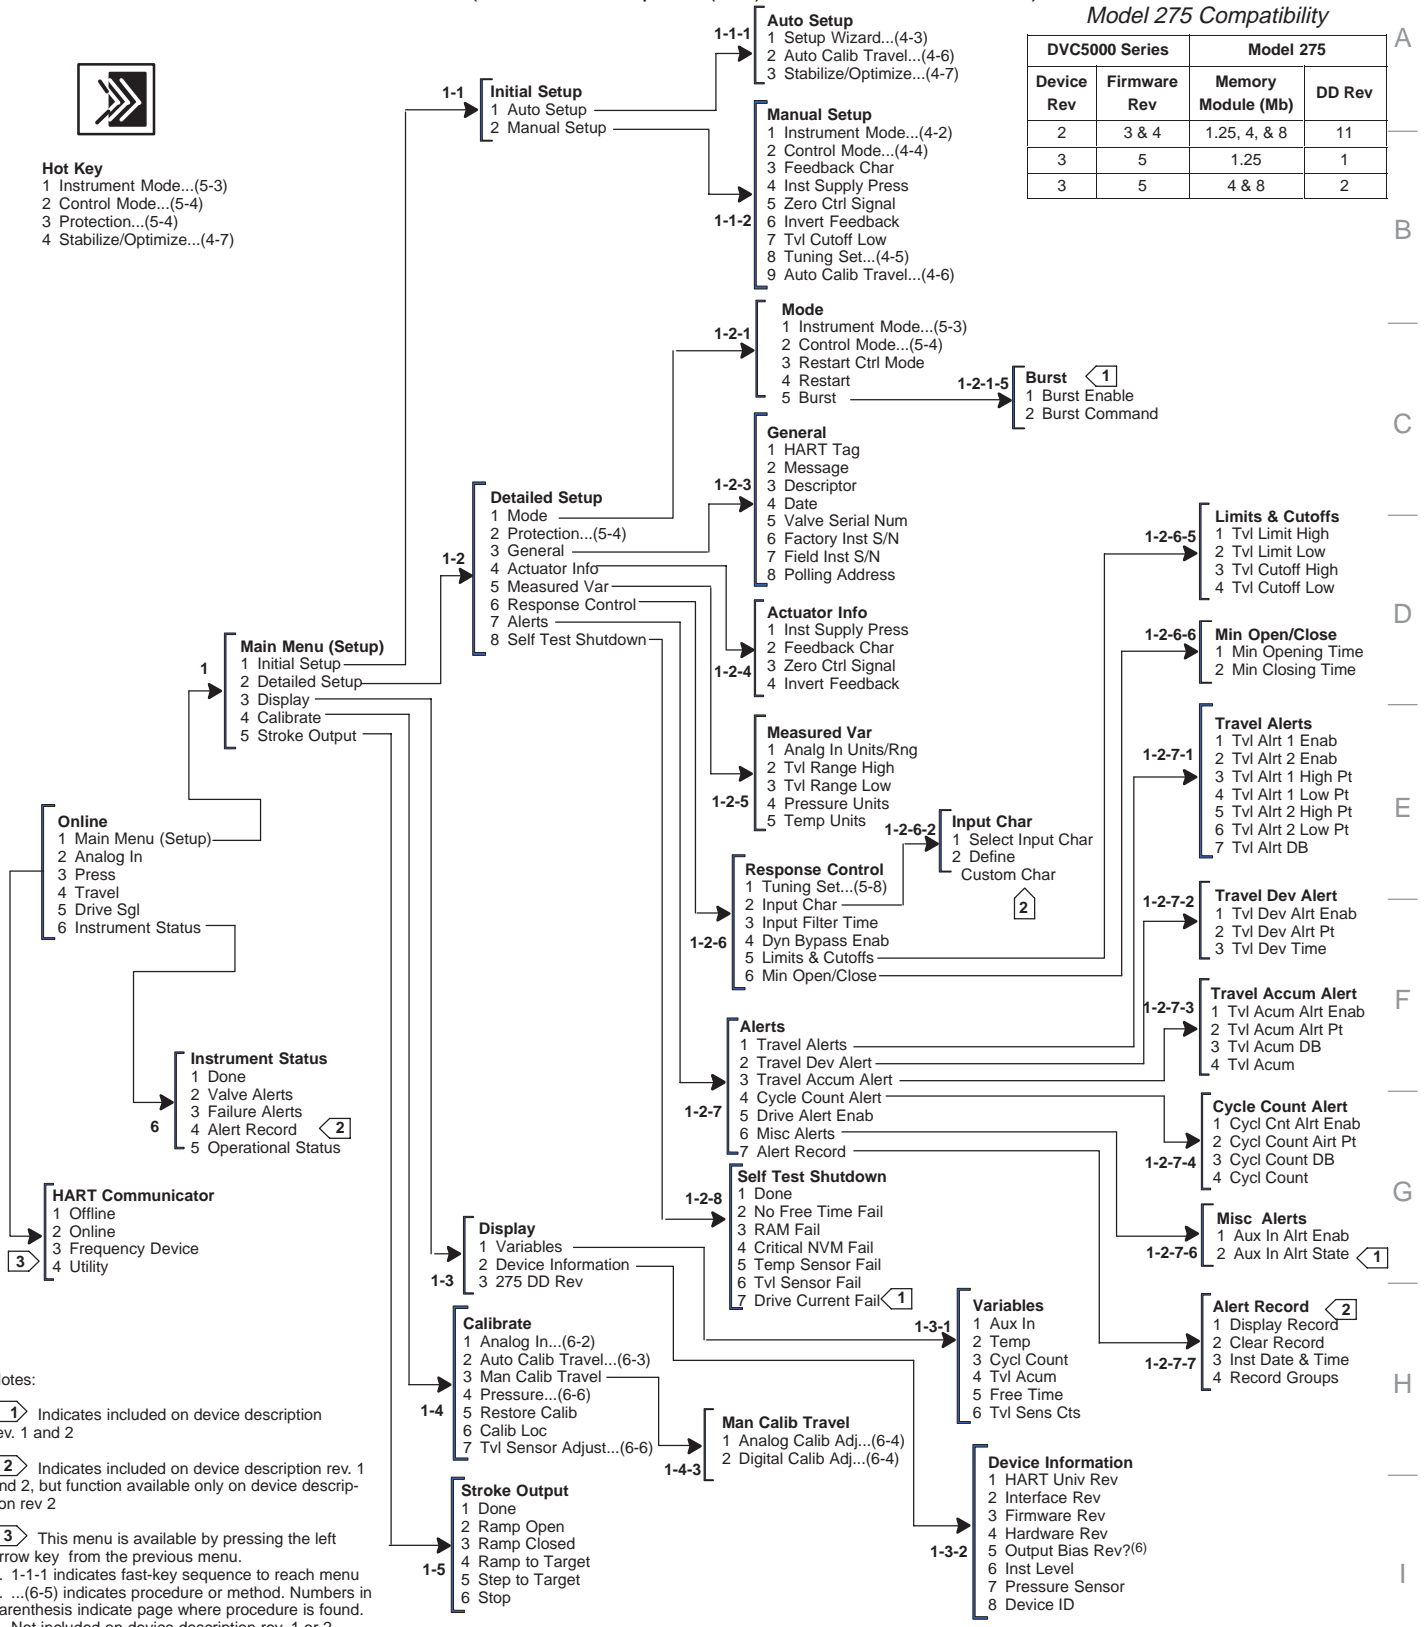 Model 275 Compatibility
DVC5000 Series Model 275
Device Rev Firmware Rev Memory Module (Mb) DD Rev
2 3 & 4 1.25, 4, & 8 11
3 5 1.25 1
3 5 4 & 8 2
A
B
C
D
E
F
G
H
I
Hot Key
1 Instrument Mode...(5-3)
2 Control Mode...(5-4)
3 Protection...(5-4)
4 Stabilize/Optimize...(4-7)
Online
1 Main Menu (Setup)
2 Analog In
3 Press
4 Travel
5 Drive Sgl
6 Instrument Status
6
Instrument Status
1 Done
2 Valve Alerts
3 Failure Alerts
4 Alert Record 2
5 Operational Status
HART Communicator
1 Offline
2 Online
3 Frequency Device
4 Utility
3
1
Main Menu (Setup)
1 Initial Setup
2 Detailed Setup
3 Display
4 Calibrate
5 Stroke Output
1-1
Initial Setup
1 Auto Setup
2 Manual Setup
1-1-1
Auto Setup
1 Setup Wizard...(4-3)
2 Auto Calib Travel...(4-6)
3 Stabilize/Optimize...(4-7)
1-1-2
Manual Setup
1 Instrument Mode...(4-2)
2 Control Mode...(4-4)
3 Feedback Char
4 Inst Supply Press
5 Zero Ctrl Signal
6 Invert Feedback
7 Tvl Cutoff Low
8 Tuning Set...(4-5)
9 Auto Calib Travel...(4-6)
1-2
Detailed Setup
1 Mode
2 Protection...(5-4)
3 General
4 Actuator Info
5 Measured Var
6 Response Control
7 Alerts
8 Self Test Shutdown
1-2-1
Mode
1 Instrument Mode...(5-3)
2 Control Mode...(5-4)
3 Restart Ctrl Mode
4 Restart
5 Burst
1-2-1-5
Burst 1
1 Burst Enable
2 Burst Command
1-2-3
General
1 HART Tag
2 Message
3 Descriptor
4 Date
5 Valve Serial Num
6 Factory Inst S/N
7 Field Inst S/N
8 Polling Address
1-2-4
Actuator Info
1 Inst Supply Press
2 Feedback Char
3 Zero Ctrl Signal
4 Invert Feedback
1-2-5
Measured Var
1 Analg In Units/Rng
2 Tvl Range High
3 Tvl Range Low
4 Pressure Units
5 Temp Units
1-2-6
Response Control
1 Tuning Set...(5-8)
2 Input Char
3 Input Filter Time
4 Dyn Bypass Enab
5 Limits & Cutoffs
6 Min Open/Close
1-2-6-2
Input Char
1 Select Input Char
2 Define
Custom Char
2
1-2-6-5
Limits & Cutoffs
1 Tvl Limit High
2 Tvl Limit Low
3 Tvl Cutoff High
4 Tvl Cutoff Low
1-2-6-6
Min Open/Close
1 Min Opening Time
2 Min Closing Time
1-2-7
Alerts
1 Travel Alerts
2 Travel Dev Alert
3 Travel Accum Alert
4 Cycle Count Alert
5 Drive Alert Enab
6 Misc Alerts
7 Alert Record
1-2-7-1
Travel Alerts
1 Tvl Alrt 1 Enab
2 Tvl Alrt 2 Enab
3 Tvl Alrt 1 High Pt
4 Tvl Alrt 1 Low Pt
5 Tvl Alrt 2 High Pt
6 Tvl Alrt 2 Low Pt
7 Tvl Alrt DB
1-2-7-2
Travel Dev Alert
1 Tvl Dev Alrt Enab
2 Tvl Dev Alrt Pt
3 Tvl Dev Time
1-2-7-3
Travel Accum Alert
1 Tvl Acum Alrt Enab
2 Tvl Acum Alrt Pt
3 Tvl Acum DB
4 Tvl Acum
1-2-7-4
Cycle Count Alert
1 Cycl Cnt Alrt Enab
2 Cycl Count Airt Pt
3 Cycl Count DB
4 Cycl Count
1-2-7-6
Misc Alerts
1 Aux In Alrt Enab
2 Aux In Alrt State 1
1-2-7-7
Alert Record 2
1 Display Record
2 Clear Record
3 Inst Date & Time
4 Record Groups
1-2-8
Self Test Shutdown
1 Done
2 No Free Time Fail
3 RAM Fail
4 Critical NVM Fail
5 Temp Sensor Fail
6 Tvl Sensor Fail
7 Drive Current Fail 1
1-3
Display
1 Variables
2 Device Information
3 275 DD Rev
1-3-1
Variables
1 Aux In
2 Temp
3 Cycl Count
4 Tvl Acum
5 Free Time
6 Tvl Sens Cts
1-3-2
Device Information
1 HART Univ Rev
2 Interface Rev
3 Firmware Rev
4 Hardware Rev
5 Output Bias Rev?(6)
6 Inst Level
7 Pressure Sensor
8 Device ID
1-4
Calibrate
1 Analog In...(6-2)
2 Auto Calib Travel...(6-3)
3 Man Calib Travel
4 Pressure...(6-6)
5 Restore Calib
6 Calib Loc
7 Tvl Sensor Adjust...(6-6)
1-4-3
Man Calib Travel
1 Analog Calib Adj...(6-4)
2 Digital Calib Adj...(6-4)
1-5
Stroke Output
1 Done
2 Ramp Open
3 Ramp Closed
4 Ramp to Target
5 Step to Target
6 Stop
otes:
1 Indicates included on device description
ev. 1 and 2
2 Indicates included on device description rev. 1
nd 2, but function available only on device descrip-
on rev 2
3 This menu is available by pressing the left
rrow key from the previous menu.
. 1-1-1 indicates fast-key sequence to reach menu
. ...(6-5) indicates procedure or method. Numbers in
arenthesis indicate page where procedure is found.
Not included on device description rev. 1 or 2